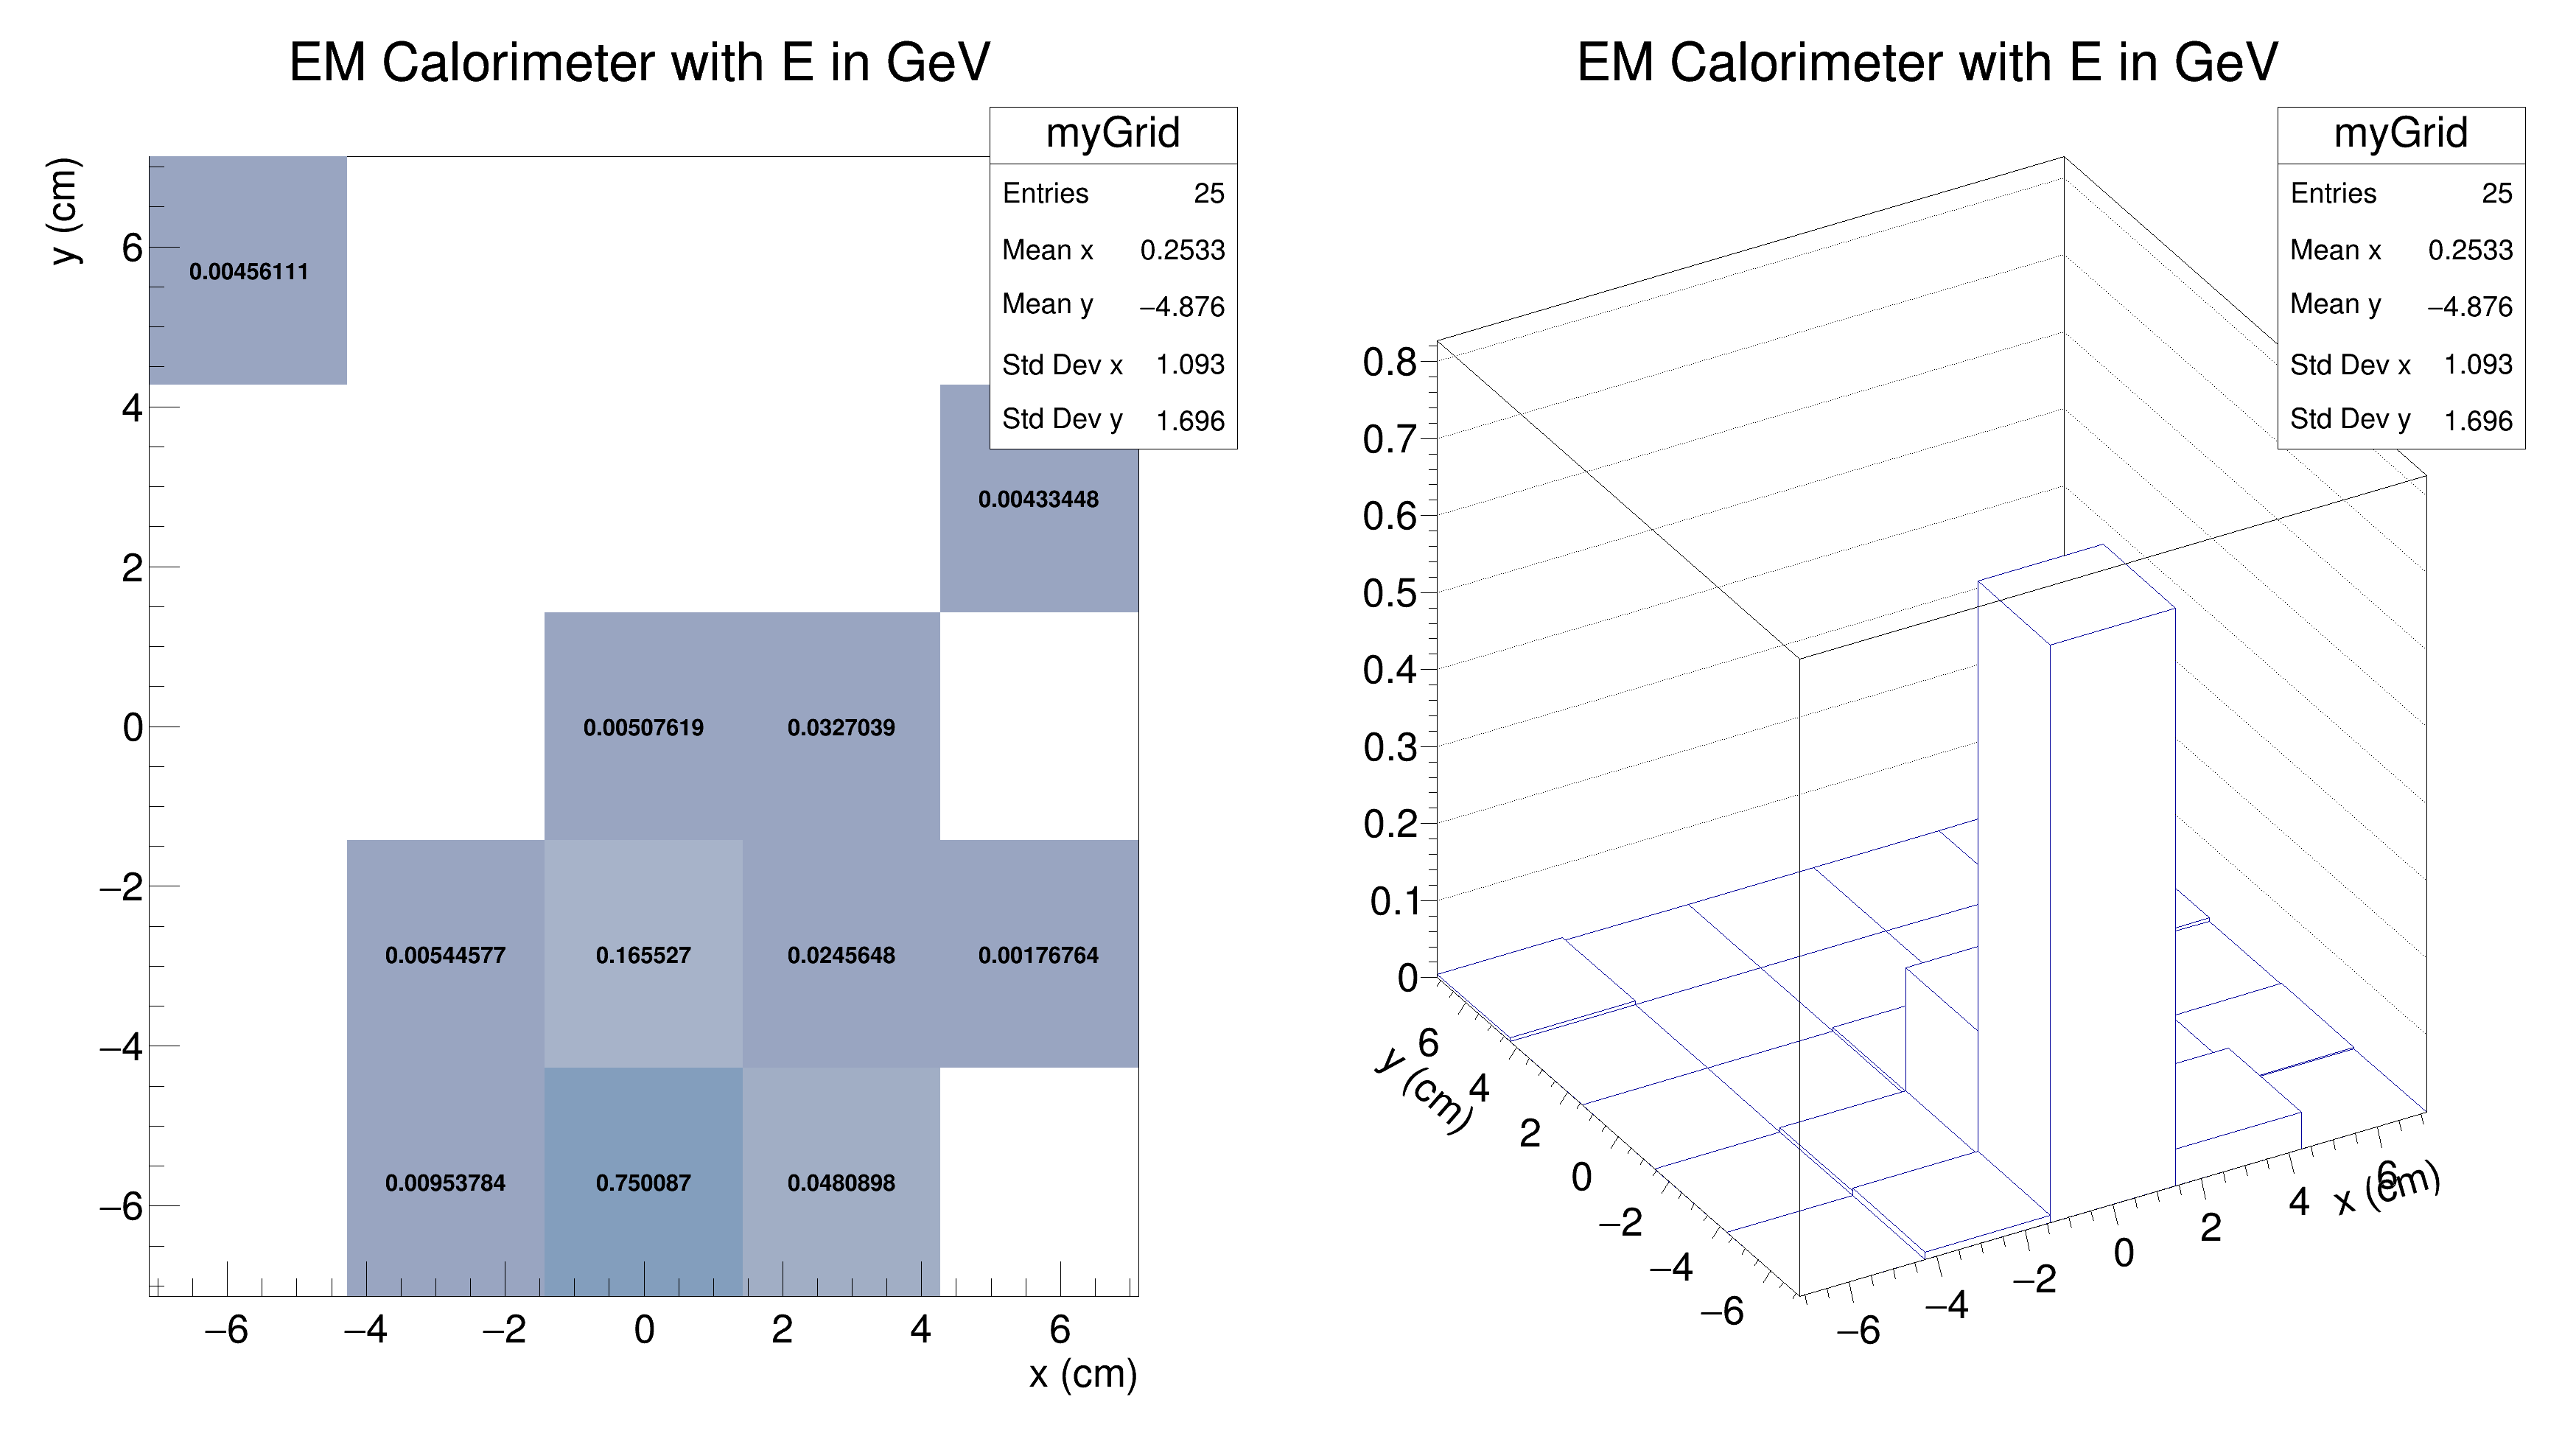 EM Calorimeter with E in GeV
myGrid
Entries 25
Mean x 0.2533
Mean y −4.876
Std Dev x 1.093
Std Dev y 1.696
y (cm)
6
4
2
0
−2
−4
−6
0.00456111
0.00433448
0.00507619 0.0327039
0.00544577 0.165527 0.0245648 0.00176764
0.00953784 0.750087 0.0480898
−6 −4 −2 0 2 4 6
x (cm)
EM Calorimeter with E in GeV
myGrid
Entries 25
Mean x 0.2533
Mean y −4.876
Std Dev x 1.093
Std Dev y 1.696
0.8
0.7
0.6
0.5
0.4
0.3
0.2
0.1
0
6
4
2
0
−2
−4
−6
y (cm)
−6 −4 −2 0 2 4 6
x (cm)